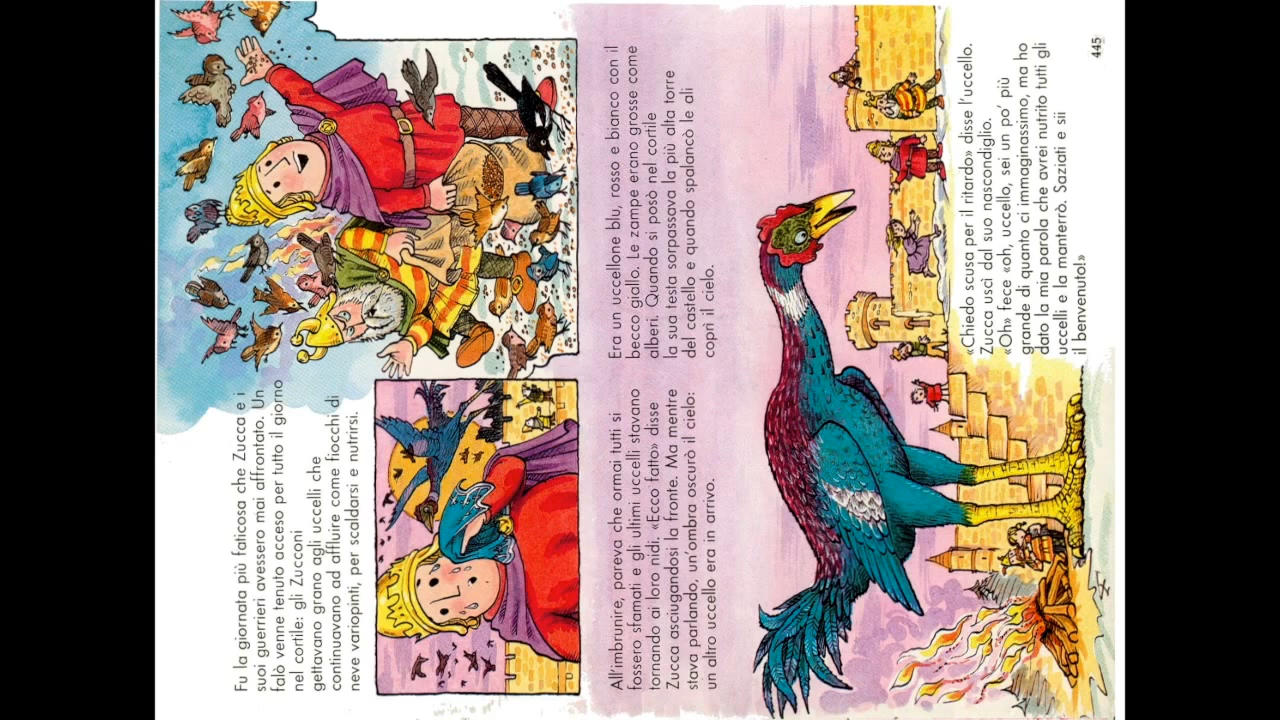 Fu la giornata più faticosa che Zucca e i
suoi guerrieri avessero mai affrontato. Un
falò venne tenuto acceso per tutto il giorno
nel cortile: gli Zucconi
gettavano grano agli uccelli che
continuavano ad affluire come fiocchi di
neve variopinti, per scaldarsi e nutrirsi.
All'imbrunire, pareva che ormai tutti si
fossero sfamati e gli ultimi uccelli stavano
tornando ai loro nidi. «Ecco fatto» disse
Zucca asciugandosi la fronte. Ma mentre
stava parlando, un'ombra oscurò il cielo:
un altro uccello era in arrivo.
Era un uccellone blu, rosso e bianco con il
becco giallo. Le zampe erano grosse come
alberi. Quando si posò nel cortile
la sua testa sorpassava la più alta torre
del castello e quando spalancò le ali
coprì il cielo.
«Chiedo scusa per il ritardo» disse l'uccello.
Zucca uscì dal suo nascondiglio.
«Oh» fece «oh, uccello, sei un po' più
grande di quanto ci immaginassimo, ma ho
dato la mia parola che avrei nutrito tutti gli
uccelli e la manterrò. Saziati e sii
il benvenuto!»
445